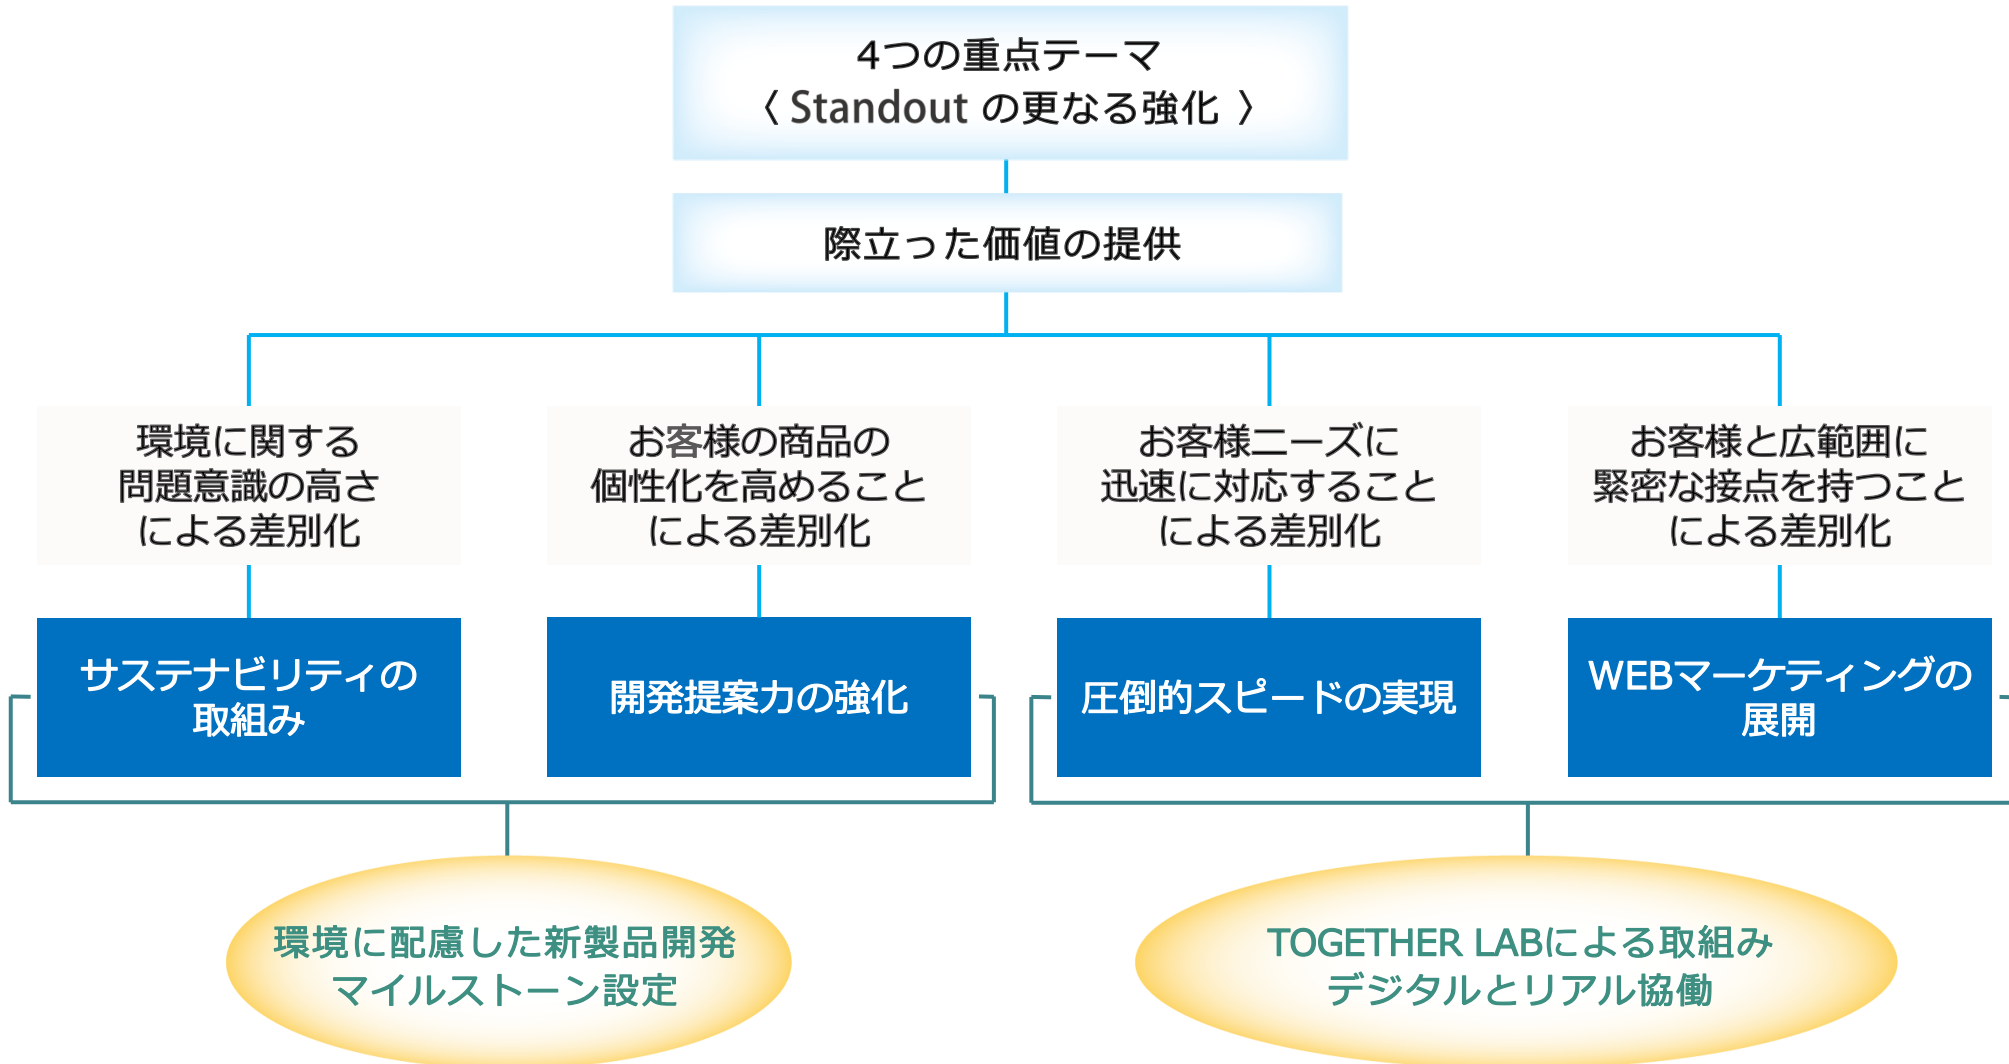 4つの重点テーマ
〈 Standout の更なる強化 〉
際立った価値の提供
環境に関する
問題意識の高さ
による差別化
お客様の商品の
個性化を高めること
による差別化
お客様ニーズに
迅速に対応すること
による差別化
お客様と広範囲に
緊密な接点を持つこと
による差別化
サステナビリティの
取組み
開発提案力の強化
圧倒的スピードの実現
WEBマーケティングの
展開
環境に配慮した新製品開発
マイルストーン設定
TOGETHER LABによる取組み
デジタルとリアル協働